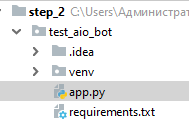 step_2 C:\Users\Администрат
test_aio_bot
.idea
venv
app.py
requirements.txt